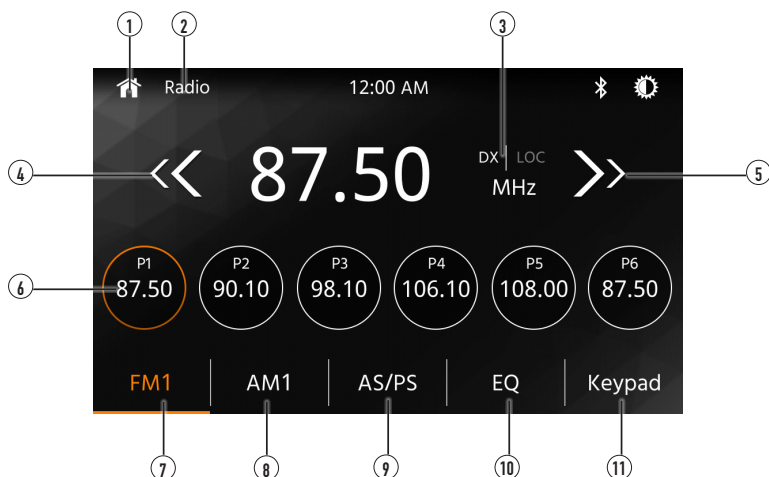 1 2 3
Radio 12:00 AM
4 87.50 DX LOC 5
MHz
P1 P2 P3 P4 P5 P6
6 87.50 90.10 98.10 106.10 108.00 87.50
FM1 AM1 AS/PS EQ Keypad
7 8 9 10 11